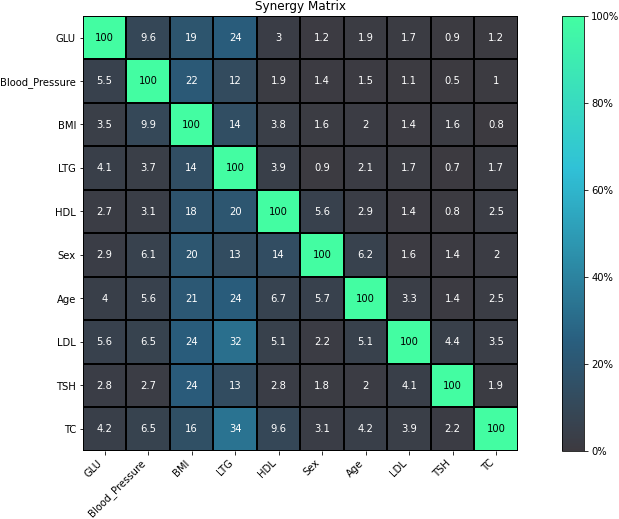 Synergy Matrix
GLU 100 9.6 19 24 3 1.2 1.9 1.7 0.9 1.2
Blood_Pressure 5.5 100 22 12 1.9 1.4 1.5 1.1 0.5 1
BMI 3.5 9.9 100 14 3.8 1.6 2 1.4 1.6 0.8
LTG 4.1 3.7 14 100 3.9 0.9 2.1 1.7 0.7 1.7
HDL 2.7 3.1 18 20 100 5.6 2.9 1.4 0.8 2.5
Sex 2.9 6.1 20 13 14 100 6.2 1.6 1.4 2
Age 4 5.6 21 24 6.7 5.7 100 3.3 1.4 2.5
LDL 5.6 6.5 24 32 5.1 2.2 5.1 100 4.4 3.5
TSH 2.8 2.7 24 13 2.8 1.8 2 4.1 100 1.9
TC 4.2 6.5 16 34 9.6 3.1 4.2 3.9 2.2 100
GLU Blood_Pressure BMI LTG HDL Sex Age LDL TSH TC
100%
80%
60%
40%
20%
0%